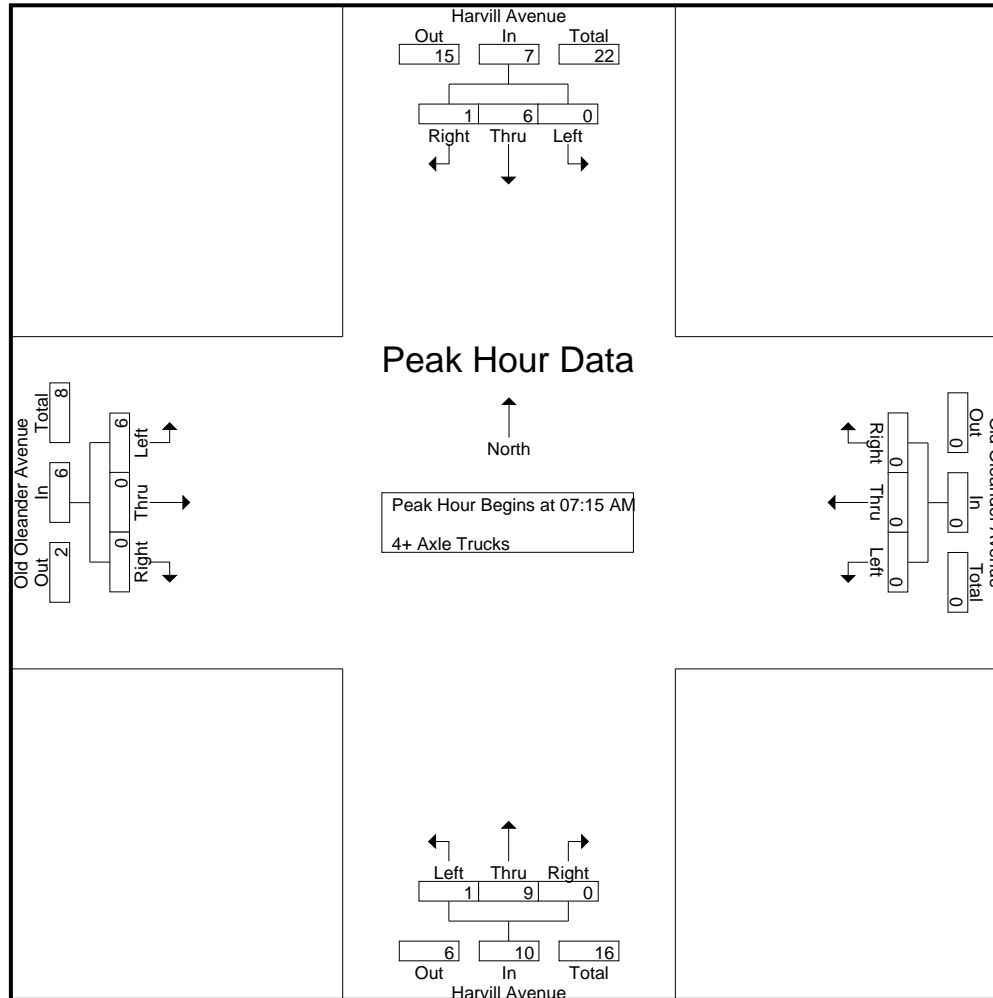 Harvill Avenue
Out In Total
15 7 22
1 6 0
Right Thru Left
Peak Hour Data
North
Peak Hour Begins at 07:15 AM
4+ Axle Trucks
Old Oleander Avenue
Total In Out
8 6 2
6 0 0
Left Thru Right
Right Thru Left
0 0 0
0 0 0
Out In Total
Avenue
Left Thru Right
1 9 0
6 10 16
Out In Total
Harvill Avenue